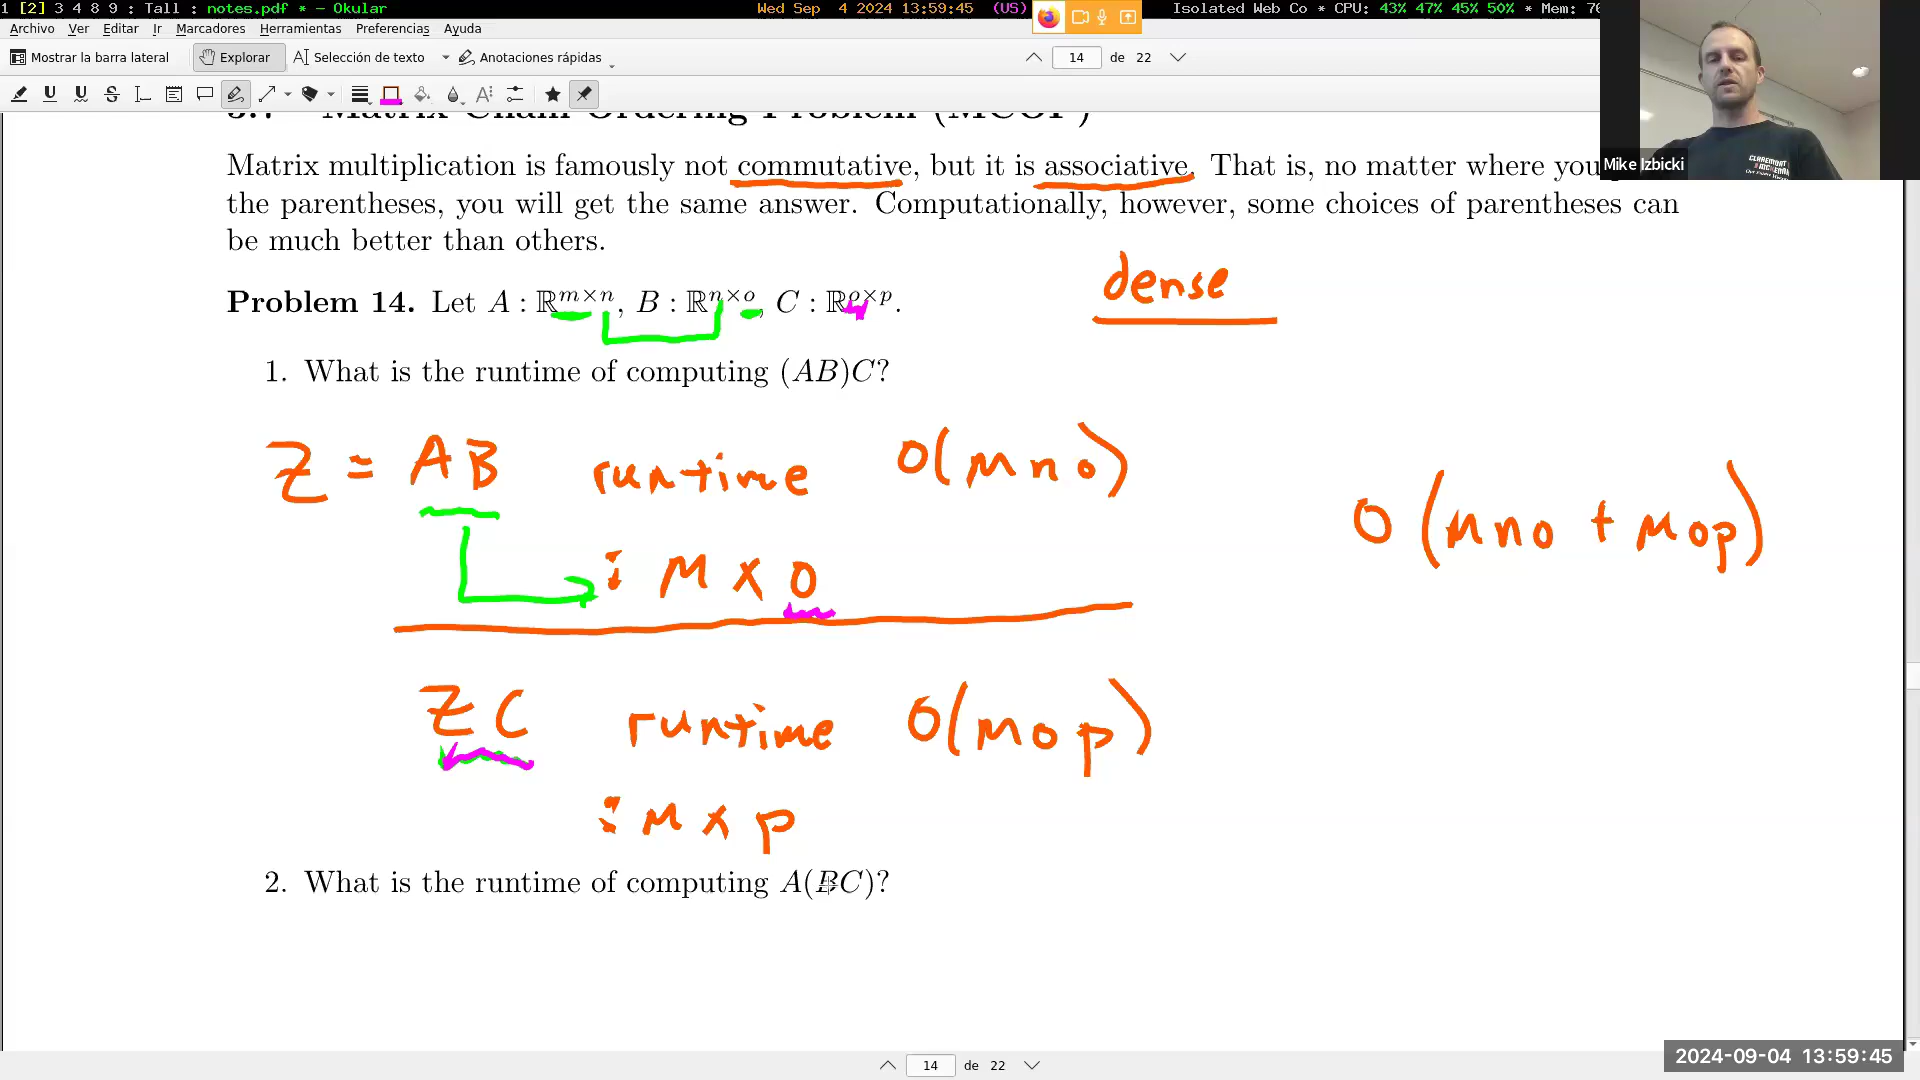 1 [2] 3 4 8 9 : Tall : notes.pdf * – Okular
Wed Sep 4 2024 13:59:45 (US)
Isolated Web Co * CPU: 43% 47% 45% 50% * Mem:
Archivo Ver Editar Ir Marcadores Herramientas Preferencias Ayuda
Mostrar la barra lateral Explorar Selección de texto Anotaciones rápidas
14 de 22
Mike Izbicki
Matrix Chain Ordering Problem (MCOP)
Matrix multiplication is famously not commutative, but it is associative. That is, no matter where you
the parentheses, you will get the same answer. Computationally, however, some choices of parentheses can
be much better than others.
dense
Problem 14. Let A : ℝ^{m×n}, B : ℝ^{n×o}, C : ℝ^{o×p}.
1. What is the runtime of computing (AB)C?
Z = AB runtime O(mno)
: m x o
O(mno + mop)
ZC runtime O(mop)
: m x p
2. What is the runtime of computing A(BC)?
14 de 22
2024-09-04 13:59:45